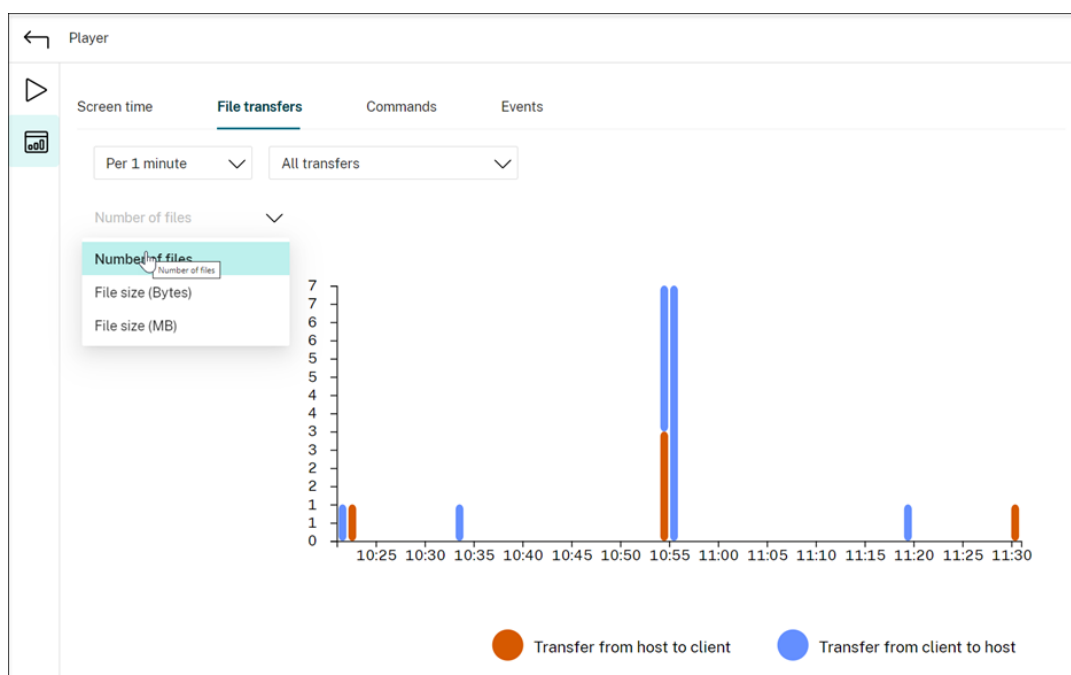 Player
Screen time File transfers Commands Events
Per 1 minute All transfers
Number of files
Number of files
Number of files
File size (Bytes)
File size (MB)
7
7
6
6
5
5
4
4
3
3
2
2
1
1
0
10:25 10:30 10:35 10:40 10:45 10:50 10:55 11:00 11:05 11:10 11:15 11:20 11:25 11:30
Transfer from host to client Transfer from client to host